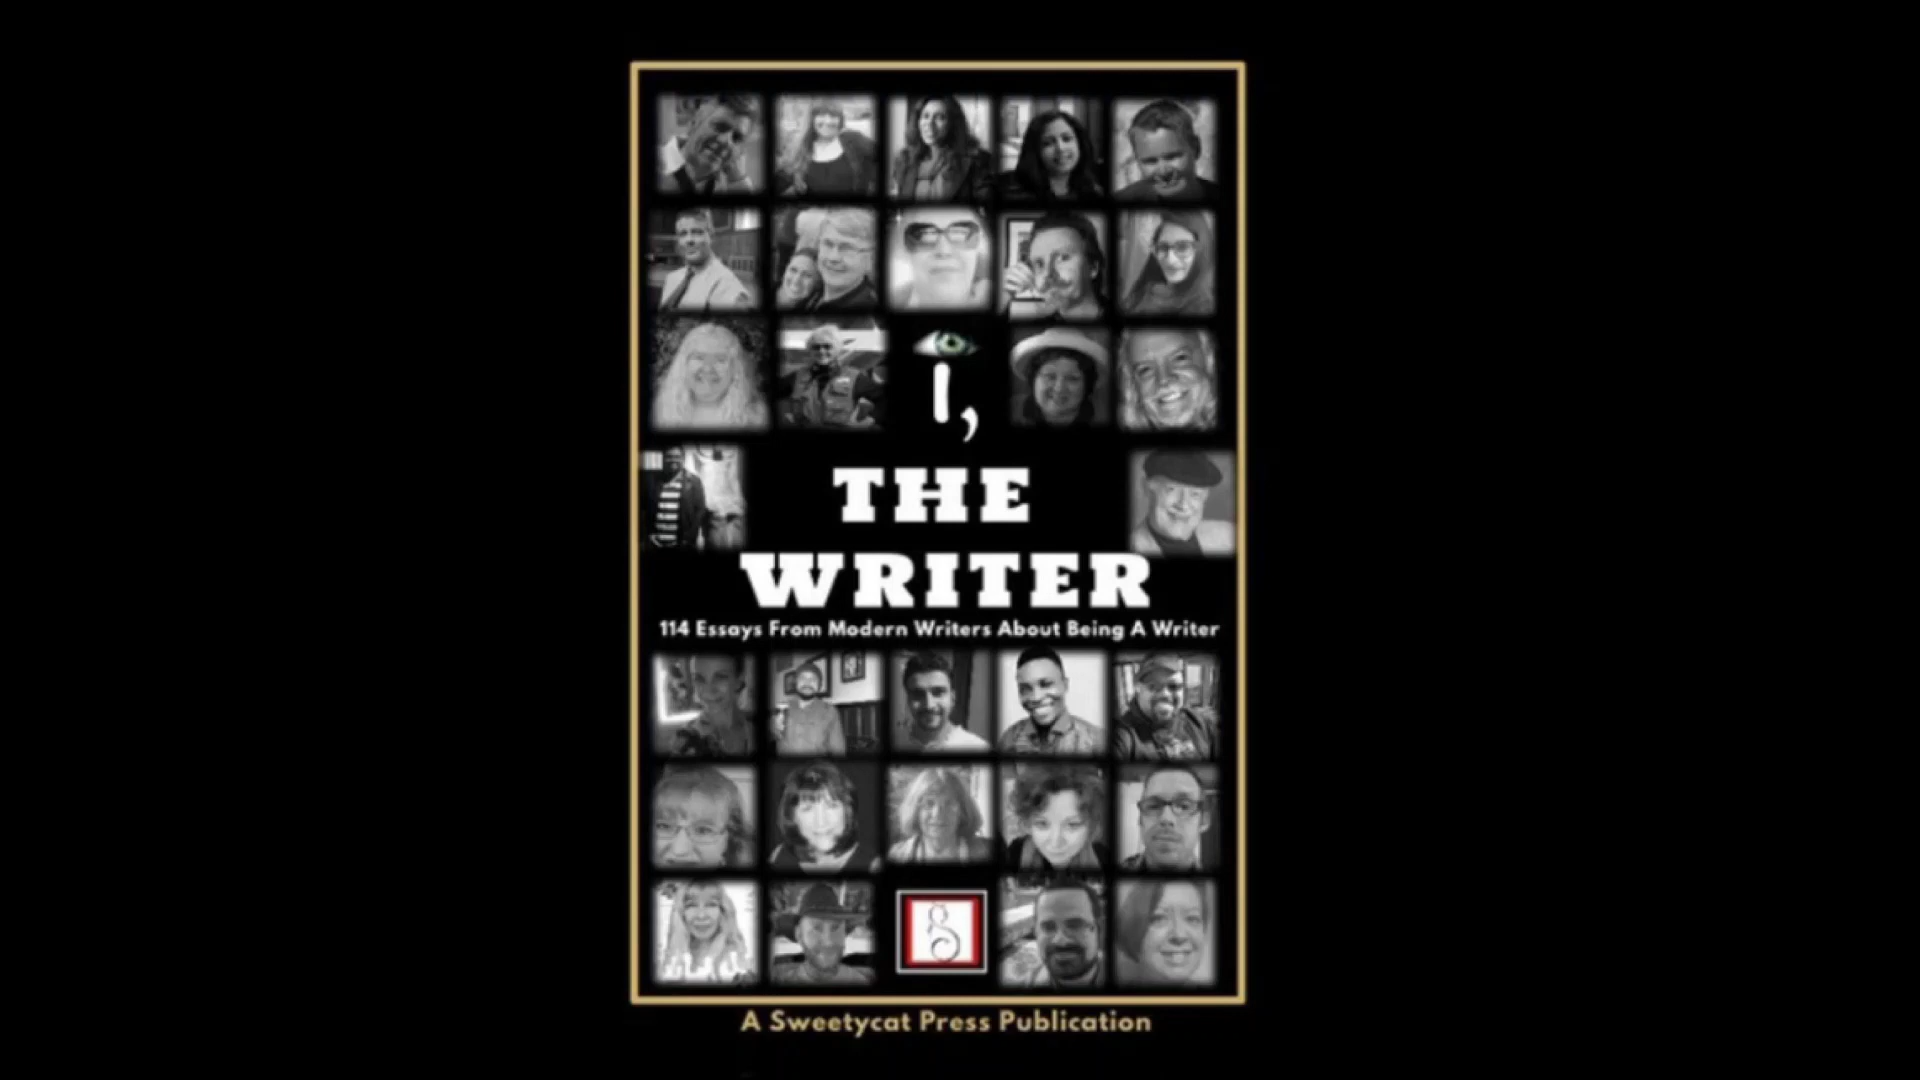 I,
THE
WRITER
114 Essays From Modern Writers About Being A Writer
A Sweetycat Press Publication